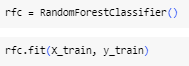 rfc = RandomForestClassifier()
rfc.fit(X_train, y_train)